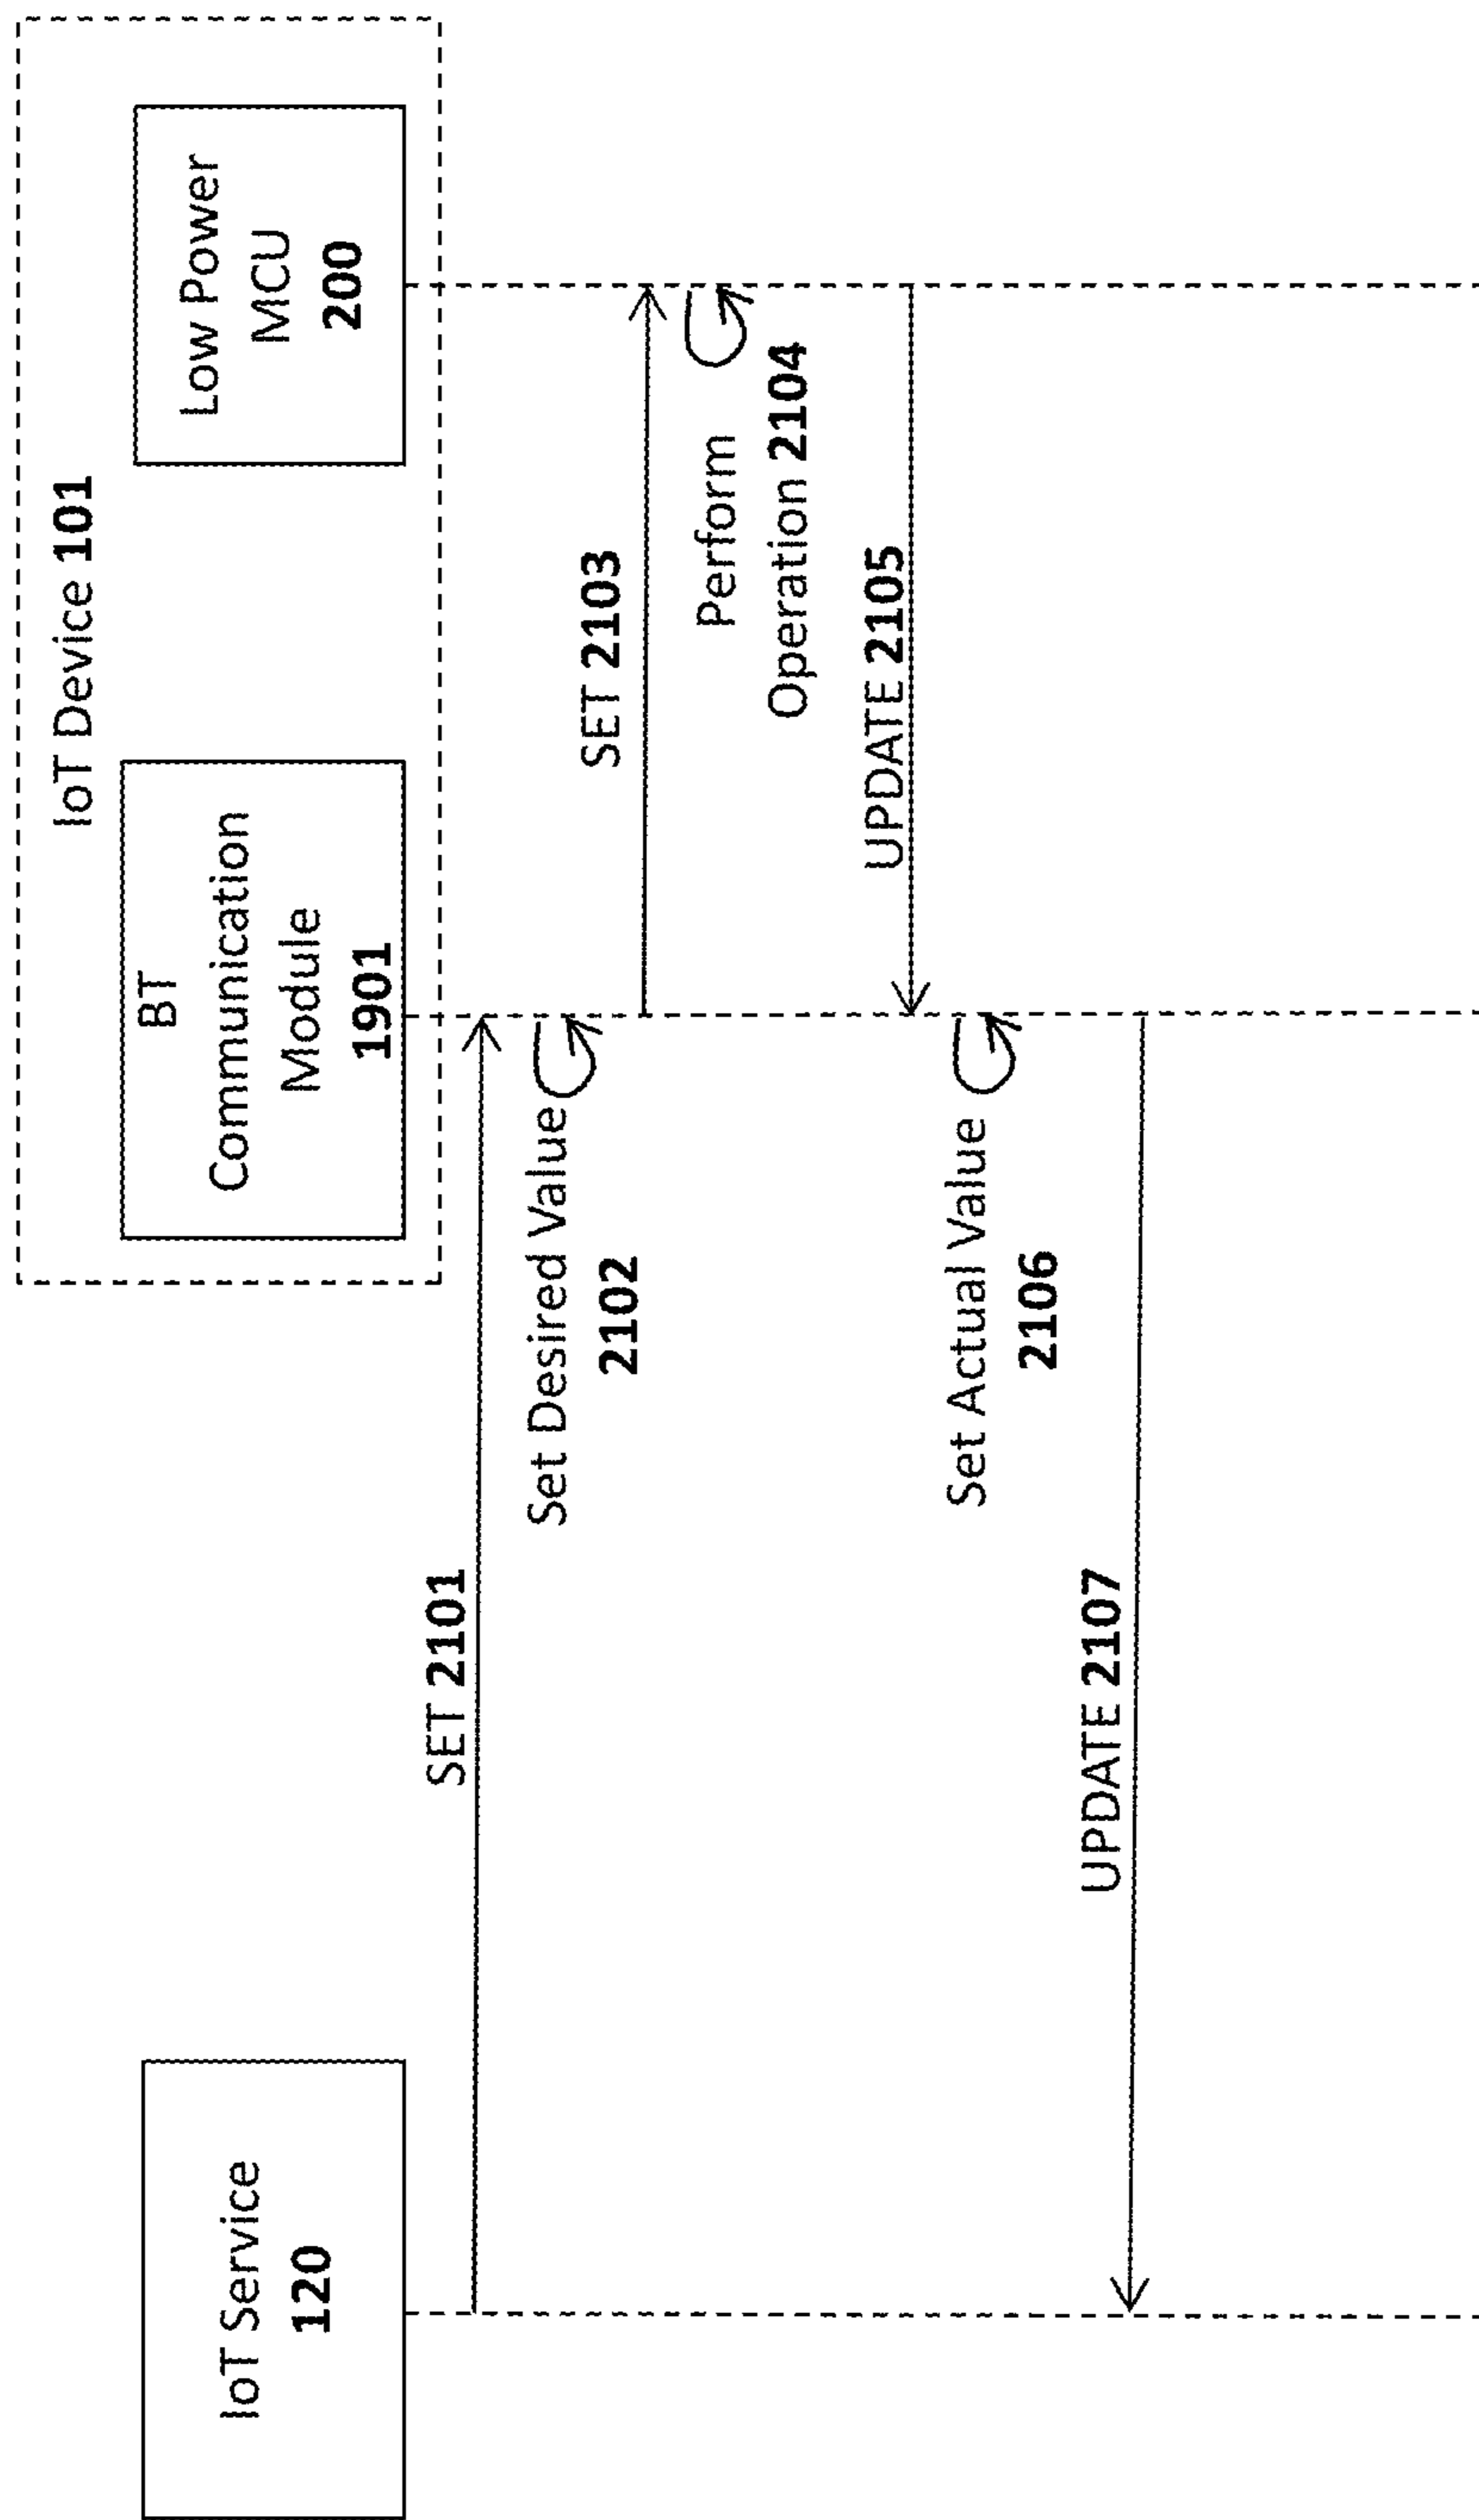 IoT Device 101
IoT Service
120
BT
Communication
Module
1901
Low Power
MCU
200
SET 2101
Set Desired Value
2102
SET 2103
Perform
Operation 2104
UPDATE 2105
Set Actual Value
2106
UPDATE 2107